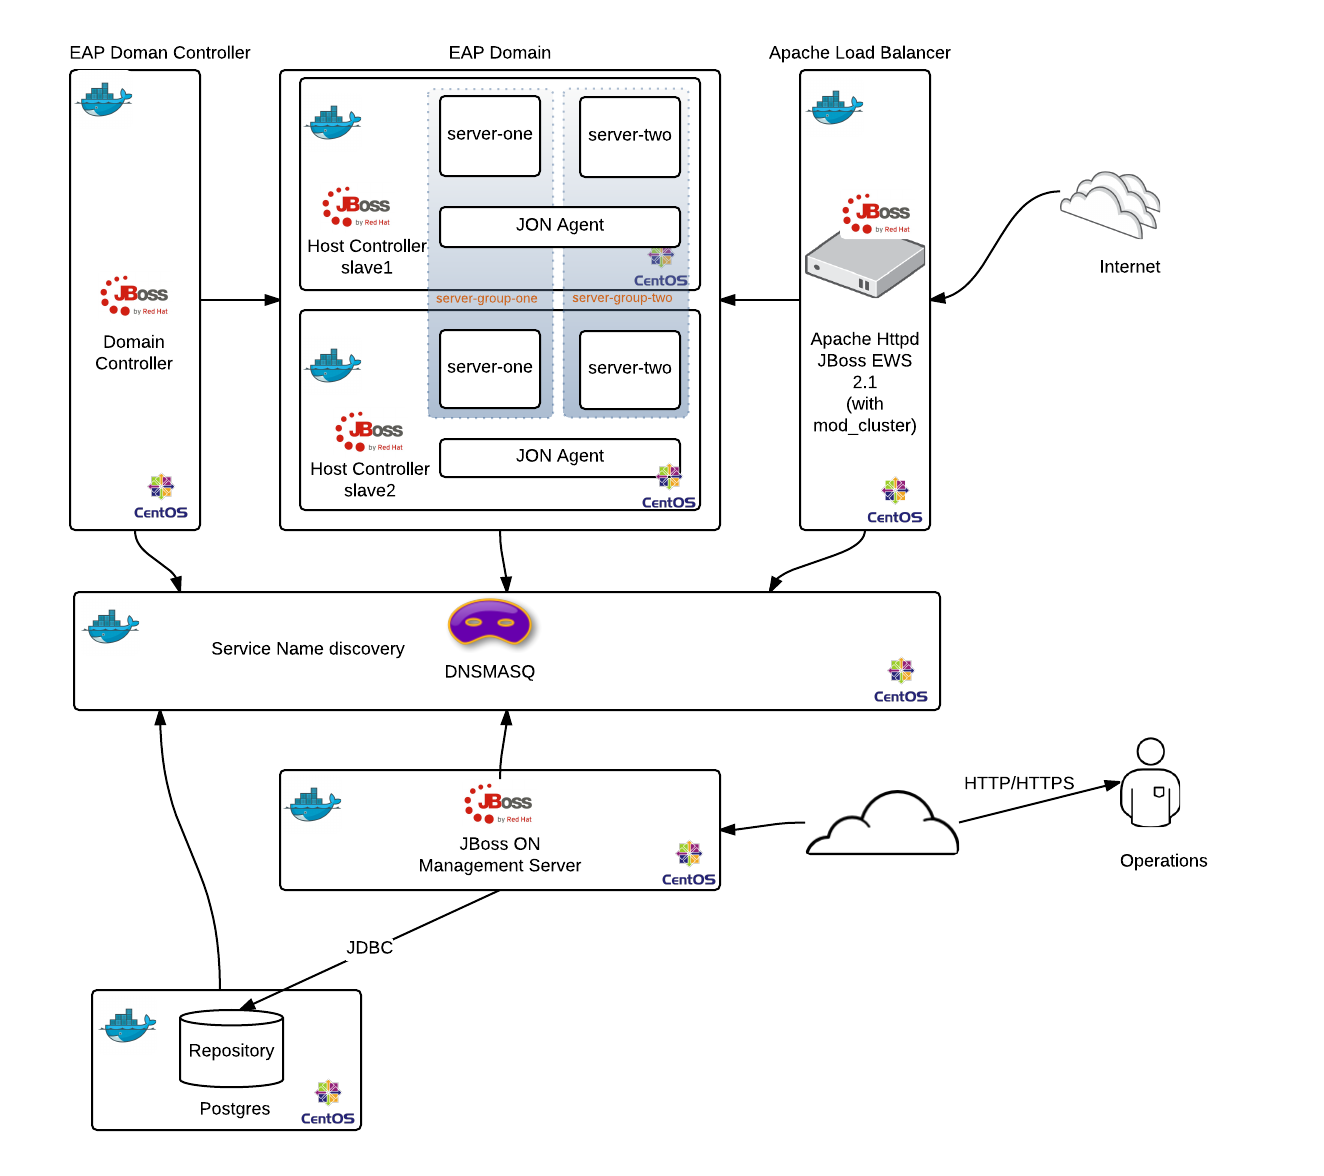 EAP Doman Controller
EAP Domain
Apache Load Balancer
server-one
server-two
JBoss
by Red Hat
Host Controller
slave1
JON Agent
CentOS
server-group-one
server-group-two
server-one
server-two
JBoss
by Red Hat
Host Controller
slave2
JON Agent
CentOS
JBoss
by Red Hat
Domain
Controller
CentOS
JBoss
by Red Hat
Apache Httpd
JBoss EWS
2.1
(with
mod_cluster)
CentOS
Internet
Service Name discovery
DNSMASQ
CentOS
JBoss
by Red Hat
JBoss ON
Management Server
CentOS
HTTP/HTTPS
Operations
JDBC
Repository
Postgres
CentOS